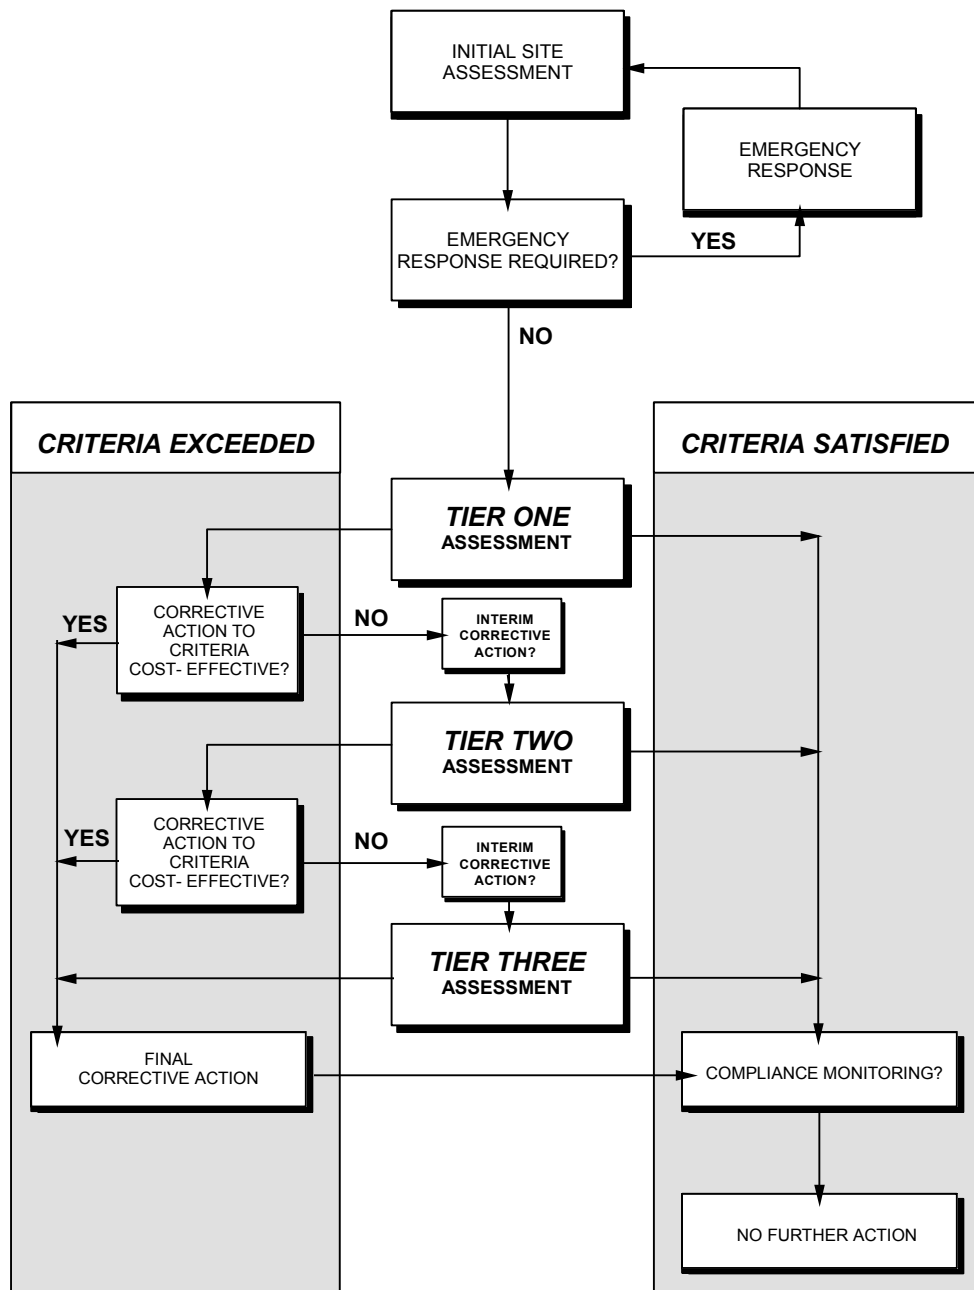 INITIAL SITE
ASSESSMENT
EMERGENCY
RESPONSE
EMERGENCY
RESPONSE REQUIRED?
YES
NO
CRITERIA EXCEEDED
CRITERIA SATISFIED
TIER ONE
ASSESSMENT
YES
CORRECTIVE
ACTION TO
CRITERIA
COST- EFFECTIVE?
NO
INTERIM
CORRECTIVE
ACTION?
TIER TWO
ASSESSMENT
YES
CORRECTIVE
ACTION TO
CRITERIA
COST- EFFECTIVE?
NO
INTERIM
CORRECTIVE
ACTION?
TIER THREE
ASSESSMENT
FINAL
CORRECTIVE ACTION
COMPLIANCE MONITORING?
NO FURTHER ACTION